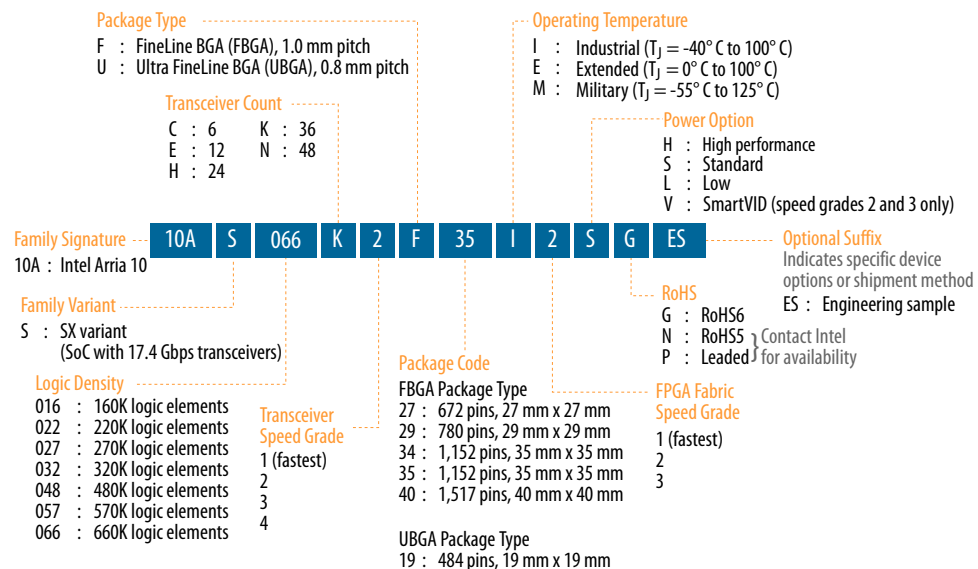 Package Type
F : FineLine BGA (FBGA), 1.0 mm pitch
U : Ultra FineLine BGA (UBGA), 0.8 mm pitch
Operating Temperature
I : Industrial (TJ = -40° C to 100° C)
E : Extended (TJ = 0° C to 100° C)
M : Military (TJ = -55° C to 125° C)
Transceiver Count
C : 6 K : 36
E : 12 N : 48
H : 24
Power Option
H : High performance
S : Standard
L : Low
V : SmartVID (speed grades 2 and 3 only)
Family Signature
10A : Intel Arria 10
10A S 066 K 2 F 35 I 2 S G ES
Optional Suffix
Indicates specific device
options or shipment method
ES : Engineering sample
Family Variant
S : SX variant
(SoC with 17.4 Gbps transceivers)
RoHS
G : RoHS6
N : RoHS5
P : Leaded
Contact Intel
for availability
Logic Density
016 : 160K logic elements
022 : 220K logic elements
027 : 270K logic elements
032 : 320K logic elements
048 : 480K logic elements
057 : 570K logic elements
066 : 660K logic elements
Transceiver
Speed Grade
1 (fastest)
2
3
4
Package Code
FBGA Package Type
27 : 672 pins, 27 mm x 27 mm
29 : 780 pins, 29 mm x 29 mm
34 : 1,152 pins, 35 mm x 35 mm
35 : 1,152 pins, 35 mm x 35 mm
40 : 1,517 pins, 40 mm x 40 mm
UBGA Package Type
19 : 484 pins, 19 mm x 19 mm
FPGA Fabric
Speed Grade
1 (fastest)
2
3